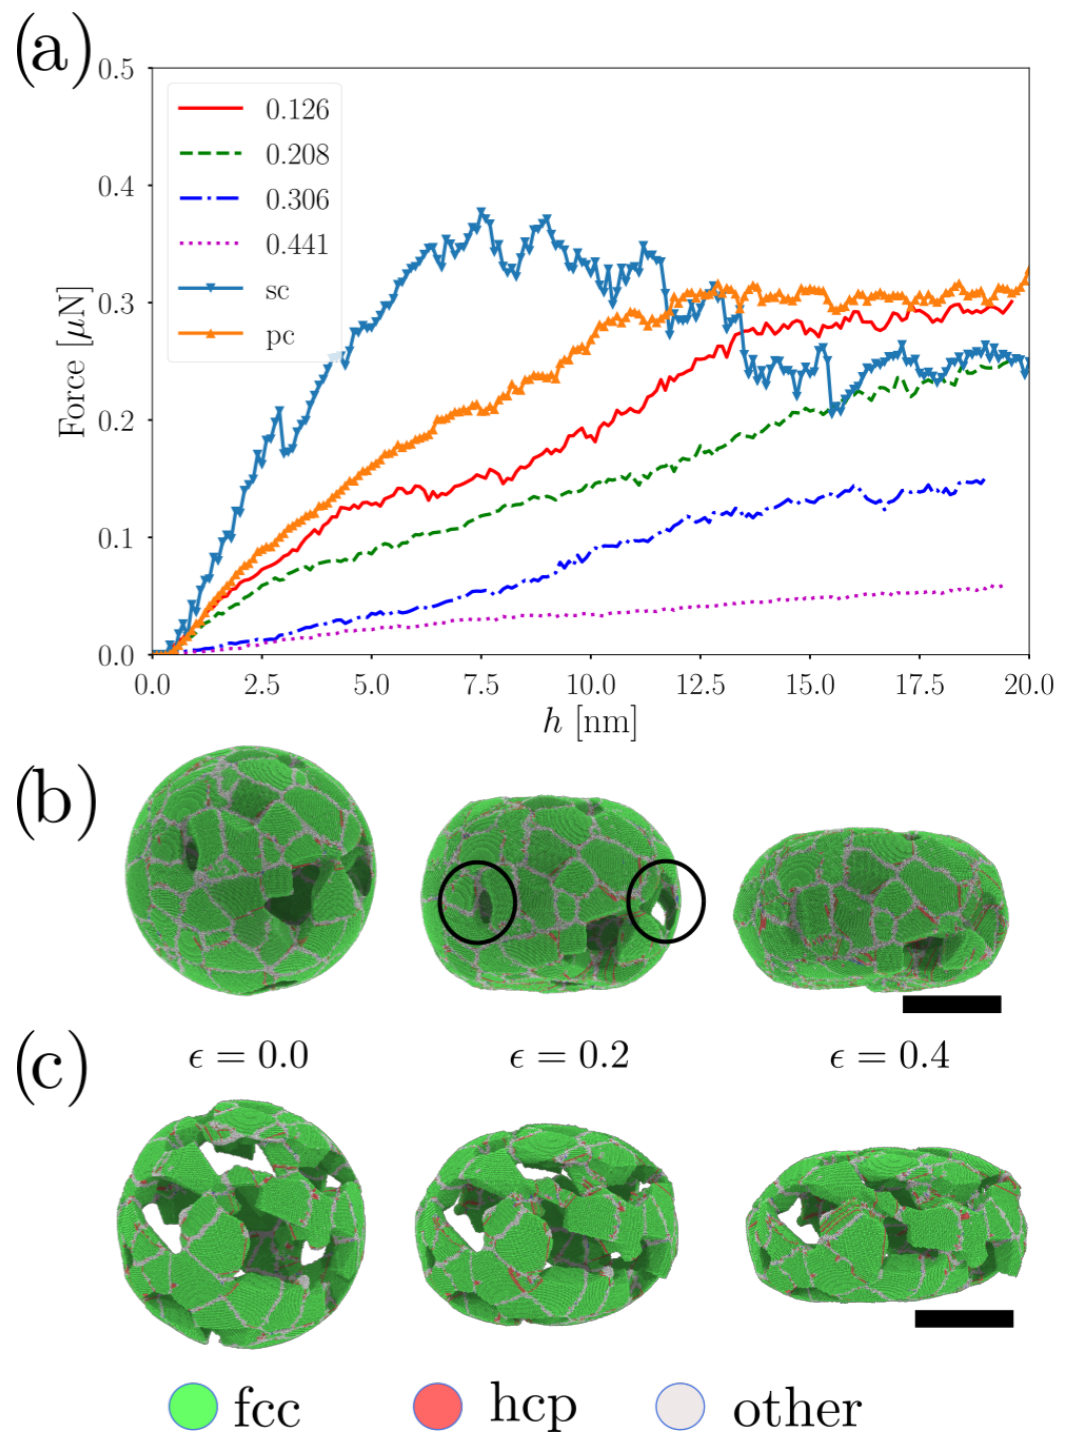 (a)
0.5
0.4
0.3
0.2
0.1
0.0
Force [μN]
0.126
0.208
0.306
0.441
sc
pc
0.0 2.5 5.0 7.5 10.0 12.5 15.0 17.5 20.0
h [nm]
(b)
(c)
ϵ = 0.0 ϵ = 0.2 ϵ = 0.4
fcc hcp other